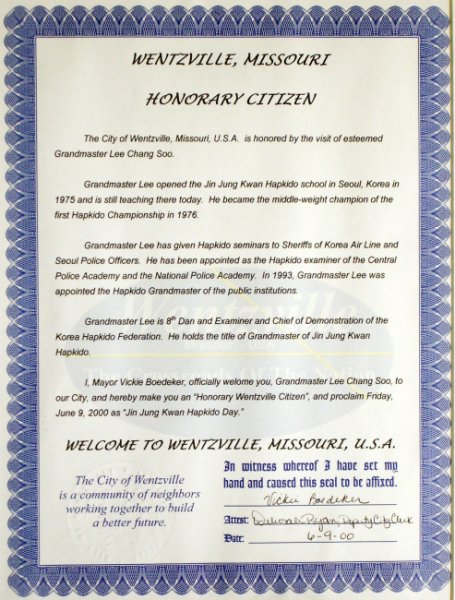 WENTZVILLE, MISSOURI
HONORARY CITIZEN
The City of Wentzville, Missouri, U.S.A. is honored by the visit of esteemed
Grandmaster Lee Chang Soo.
Grandmaster Lee opened the Jin Jung Kwan Hapkido school in Seoul, Korea in
1975 and is still teaching there today. He became the middle-weight champion of the
first Hapkido Championship in 1976.
Grandmaster Lee has given Hapkido seminars to Sheriffs of Korea Air Line and
Seoul Police Officers. He has been appointed as the Hapkido examiner of the Central
Police Academy and the National Police Academy. In 1993, Grandmaster Lee was
appointed the Hapkido Grandmaster of the public institutions.
Wentzville
Grandmaster Lee is 8th Dan and Examiner and Chief of Demonstration of the
Korea Hapkido Federation. He holds the title of Grandmaster of Jin Jung Kwan
Hapkido.
The Crossroads Of The Nation
I, Mayor Vickie Boedeker, officially welcome you, Grandmaster Lee Chang Soo, to
our City, and hereby make you an "Honorary Wentzville Citizen", and proclaim Friday,
June 9, 2000 as "Jin Jung Kwan Hapkido Day."
WELCOME TO WENTZVILLE, MISSOURI, U.S.A.
The City of Wentzville
is a community of neighbors
working together to build
a better future.
In witness whereof I have set my
hand and caused this seal to be affixed.
Vickie Boedeker
Attest: Deborah Ryan, Deputy City Clerk
Date: 6-9-00